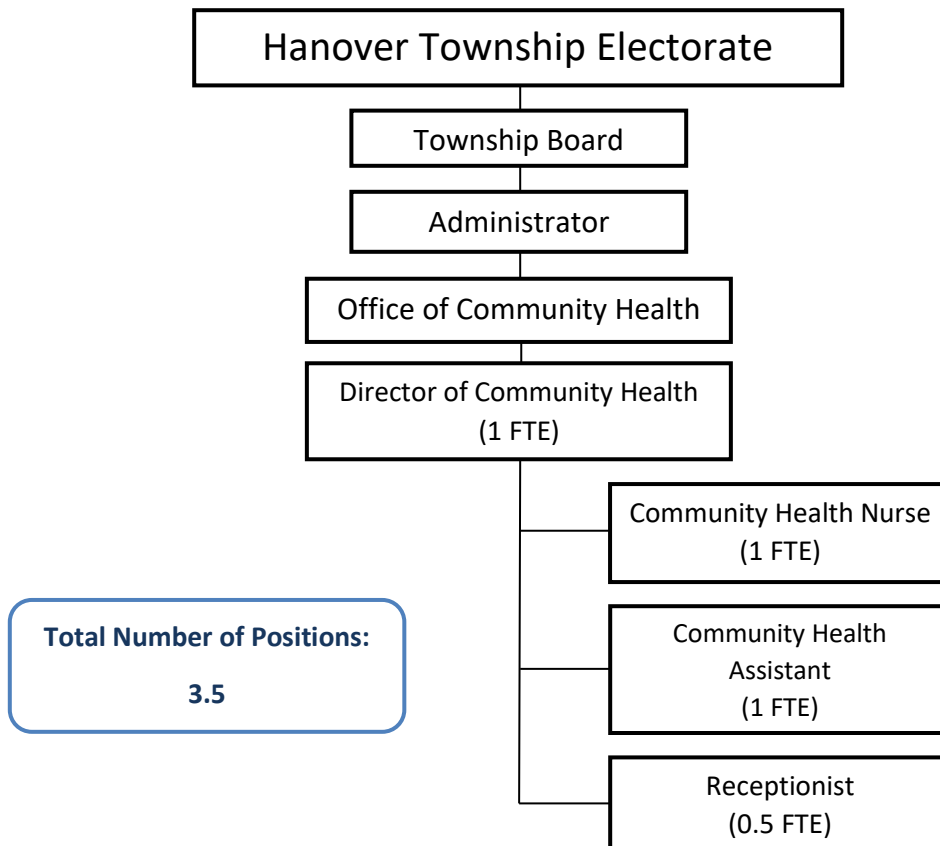 Hanover Township Electorate
Township Board
Administrator
Office of Community Health
Director of Community Health
(1 FTE)
Community Health Nurse
(1 FTE)
Total Number of Positions:
3.5
Community Health
Assistant
(1 FTE)
Receptionist
(0.5 FTE)